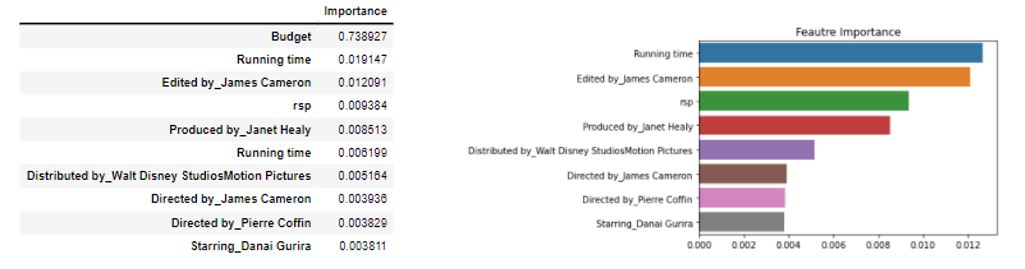 Importance
Budget 0.738927
Running time 0.019147
Edited by_James Cameron 0.012091
rsp 0.009384
Produced by_Janet Healy 0.008513
Running time 0.006199
Distributed by_Walt Disney StudiosMotion Pictures 0.005164
Directed by_James Cameron 0.003936
Directed by_Pierre Coffin 0.003829
Starring_Danai Gurira 0.003811
Feautre Importance
Running time
Edited by_James Cameron
rsp
Produced by_Janet Healy
Distributed by_Walt Disney StudiosMotion Pictures
Directed by_James Cameron
Directed by_Pierre Coffin
Starring_Danai Gurira
0.000 0.002 0.004 0.006 0.008 0.010 0.012